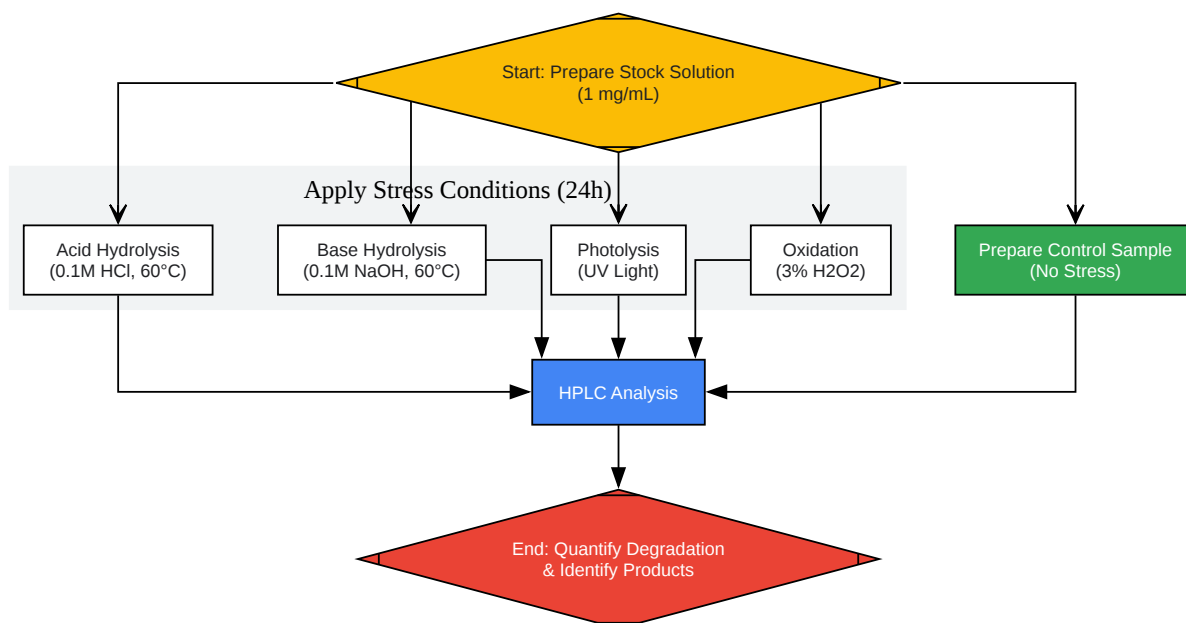 Start: Prepare Stock Solution
(1 mg/mL)
Apply Stress Conditions (24h)
Acid Hydrolysis
(0.1M HCl, 60°C)
Base Hydrolysis
(0.1M NaOH, 60°C)
Photolysis
(UV Light)
Oxidation
(3% H2O2)
Prepare Control Sample
(No Stress)
HPLC Analysis
End: Quantify Degradation
& Identify Products